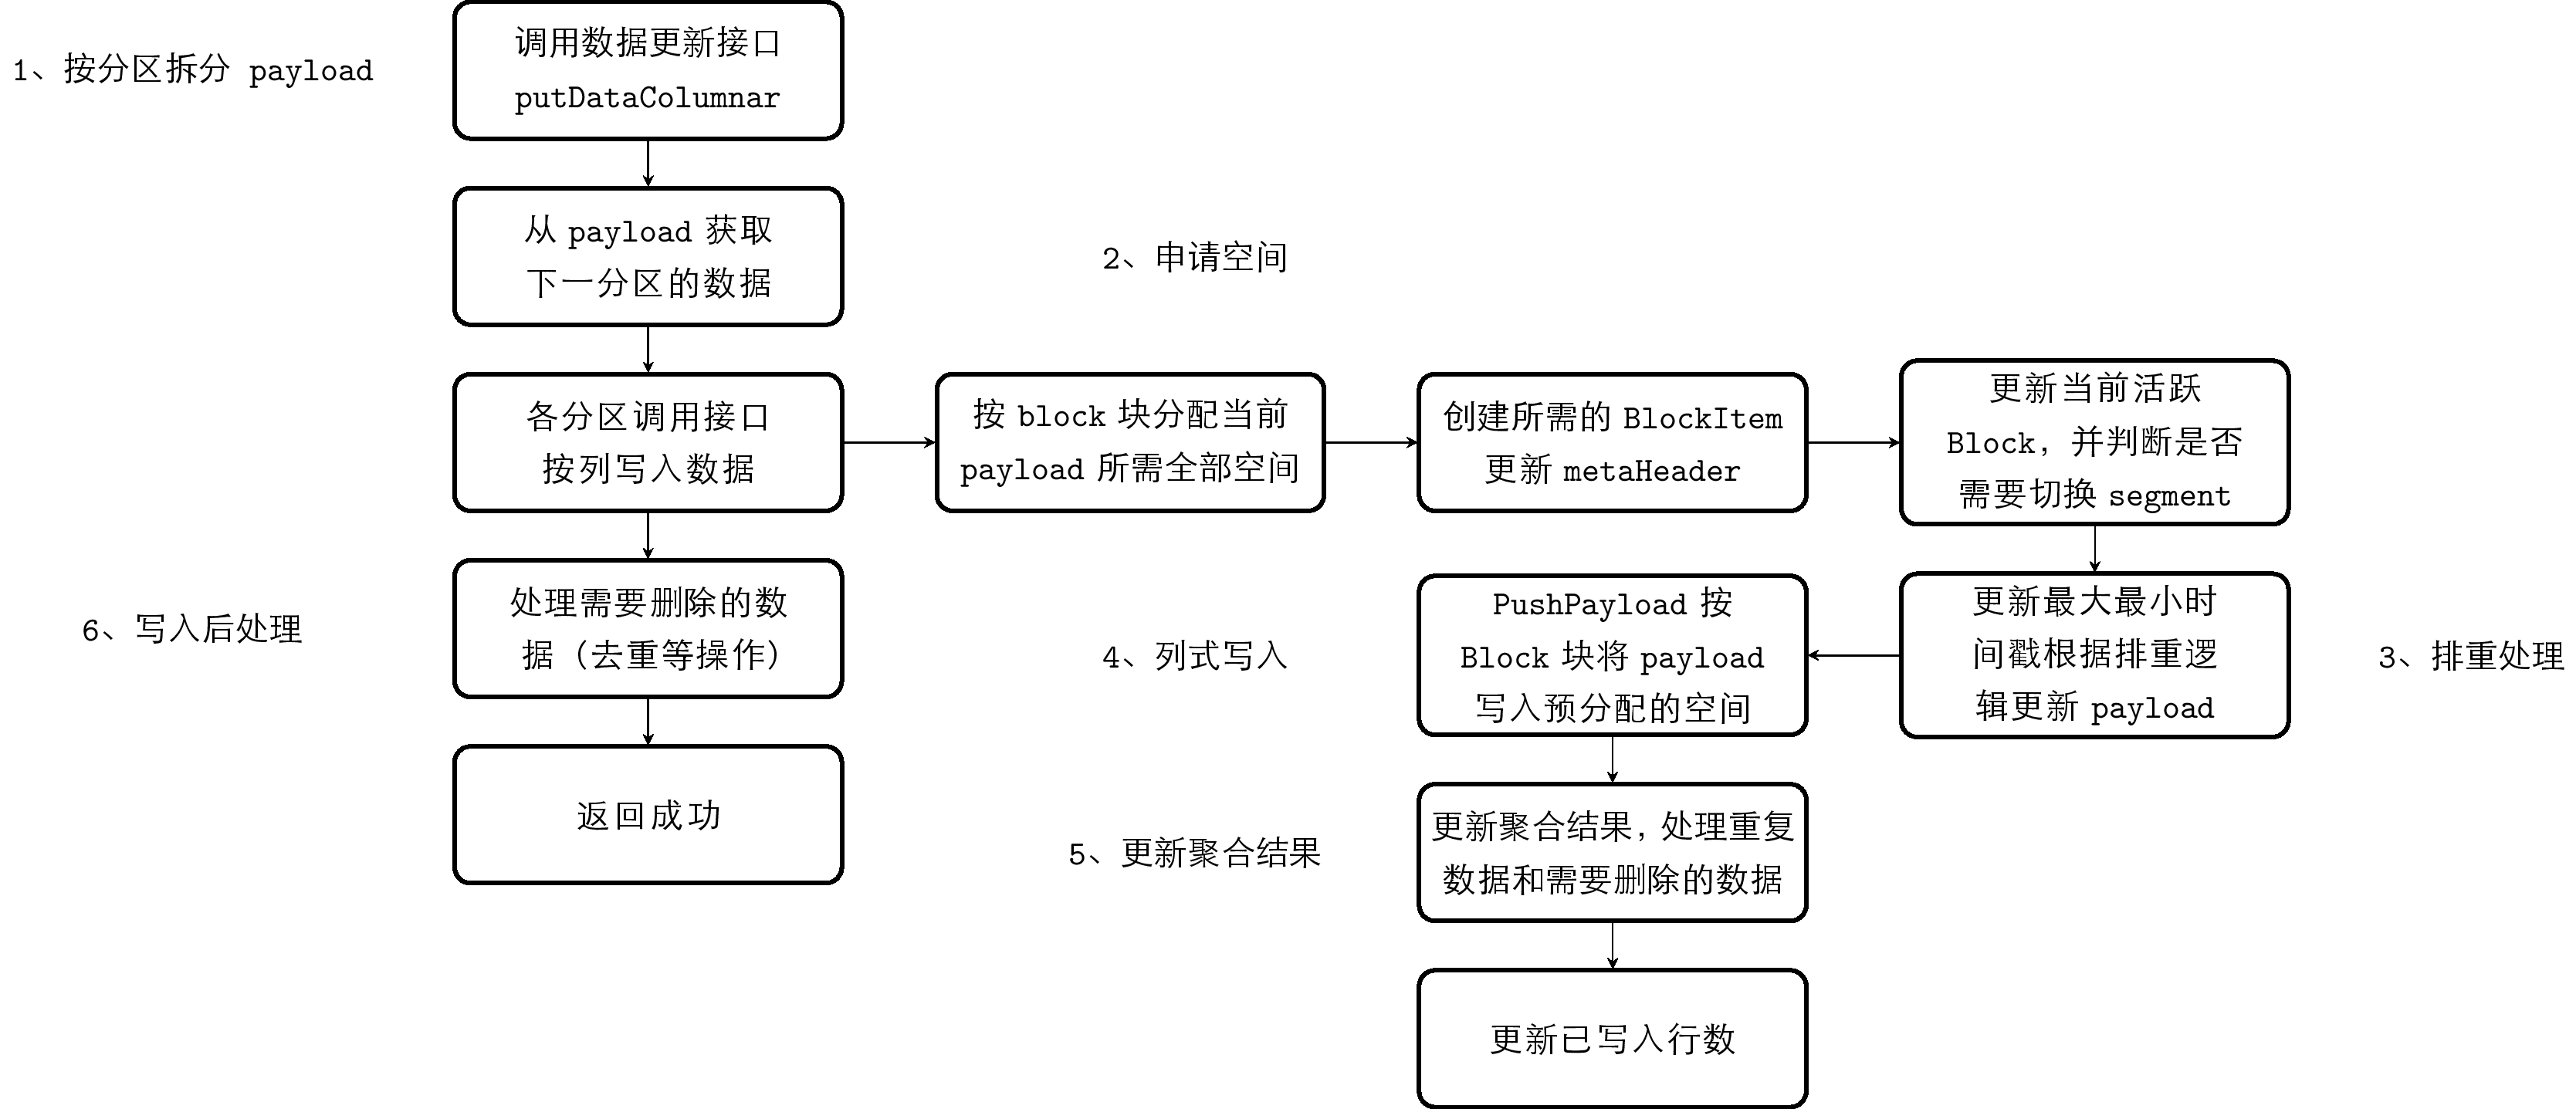 1、按分区拆分 payload
调用数据更新接口
putDataColumnar
从 payload 获取
下一分区的数据
2、申请空间
各分区调用接口
按列写入数据
按 block 块分配当前
payload 所需全部空间
创建所需的 BlockItem
更新 metaHeader
更新当前活跃
Block，并判断是否
需要切换 segment
更新最大最小时
间戳根据排重逻
辑更新 payload
3、排重处理
PushPayload 按
Block 块将 payload
写入预分配的空间
4、列式写入
5、更新聚合结果
更新聚合结果，处理重复
数据和需要删除的数据
更新已写入行数
6、写入后处理
处理需要删除的数
据（去重等操作）
返回成功